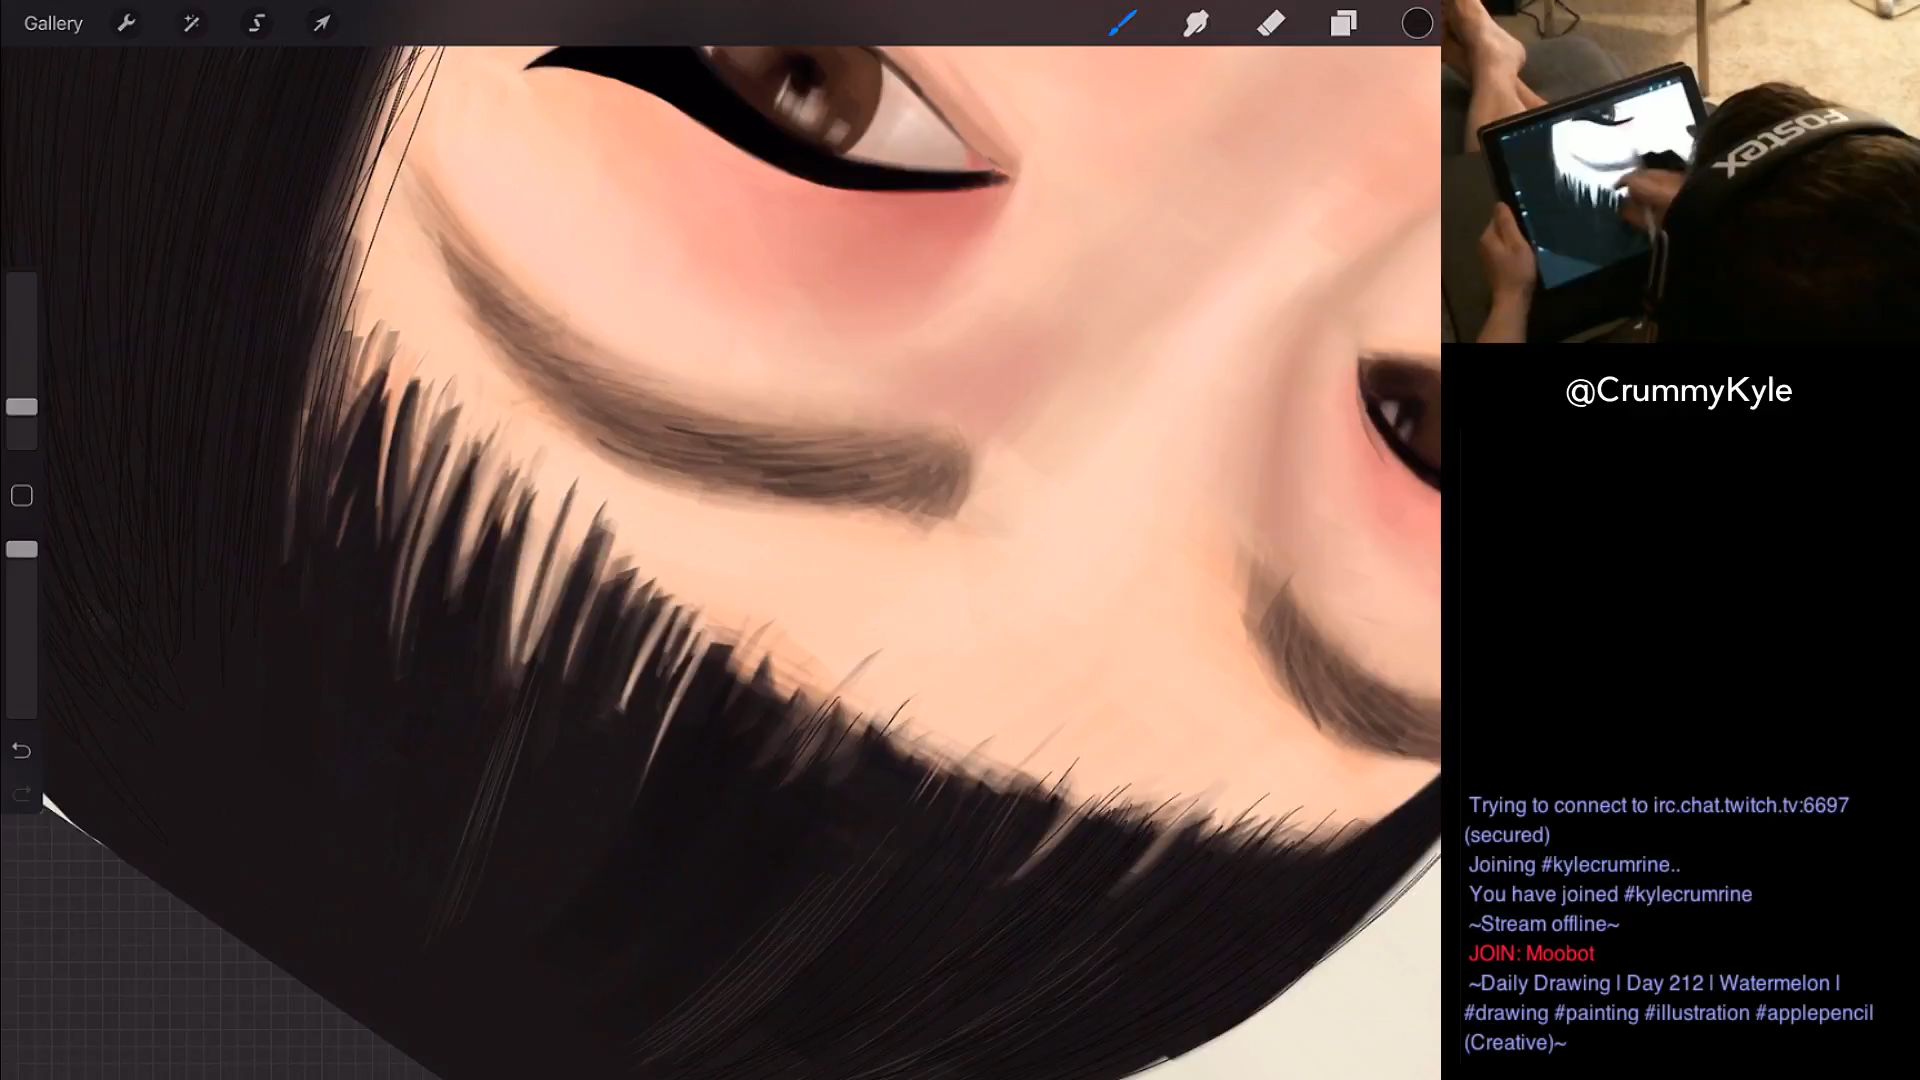 Gallery
FOSTEX
@CrummyKyle
Trying to connect to irc.chat.twitch.tv:6697
(secured)
Joining #kylecrumrine..
You have joined #kylecrumrine
~Stream offline~
JOIN: Moobot
~Daily Drawing | Day 212 | Watermelon |
#drawing #painting #illustration #applepencil
(Creative)~